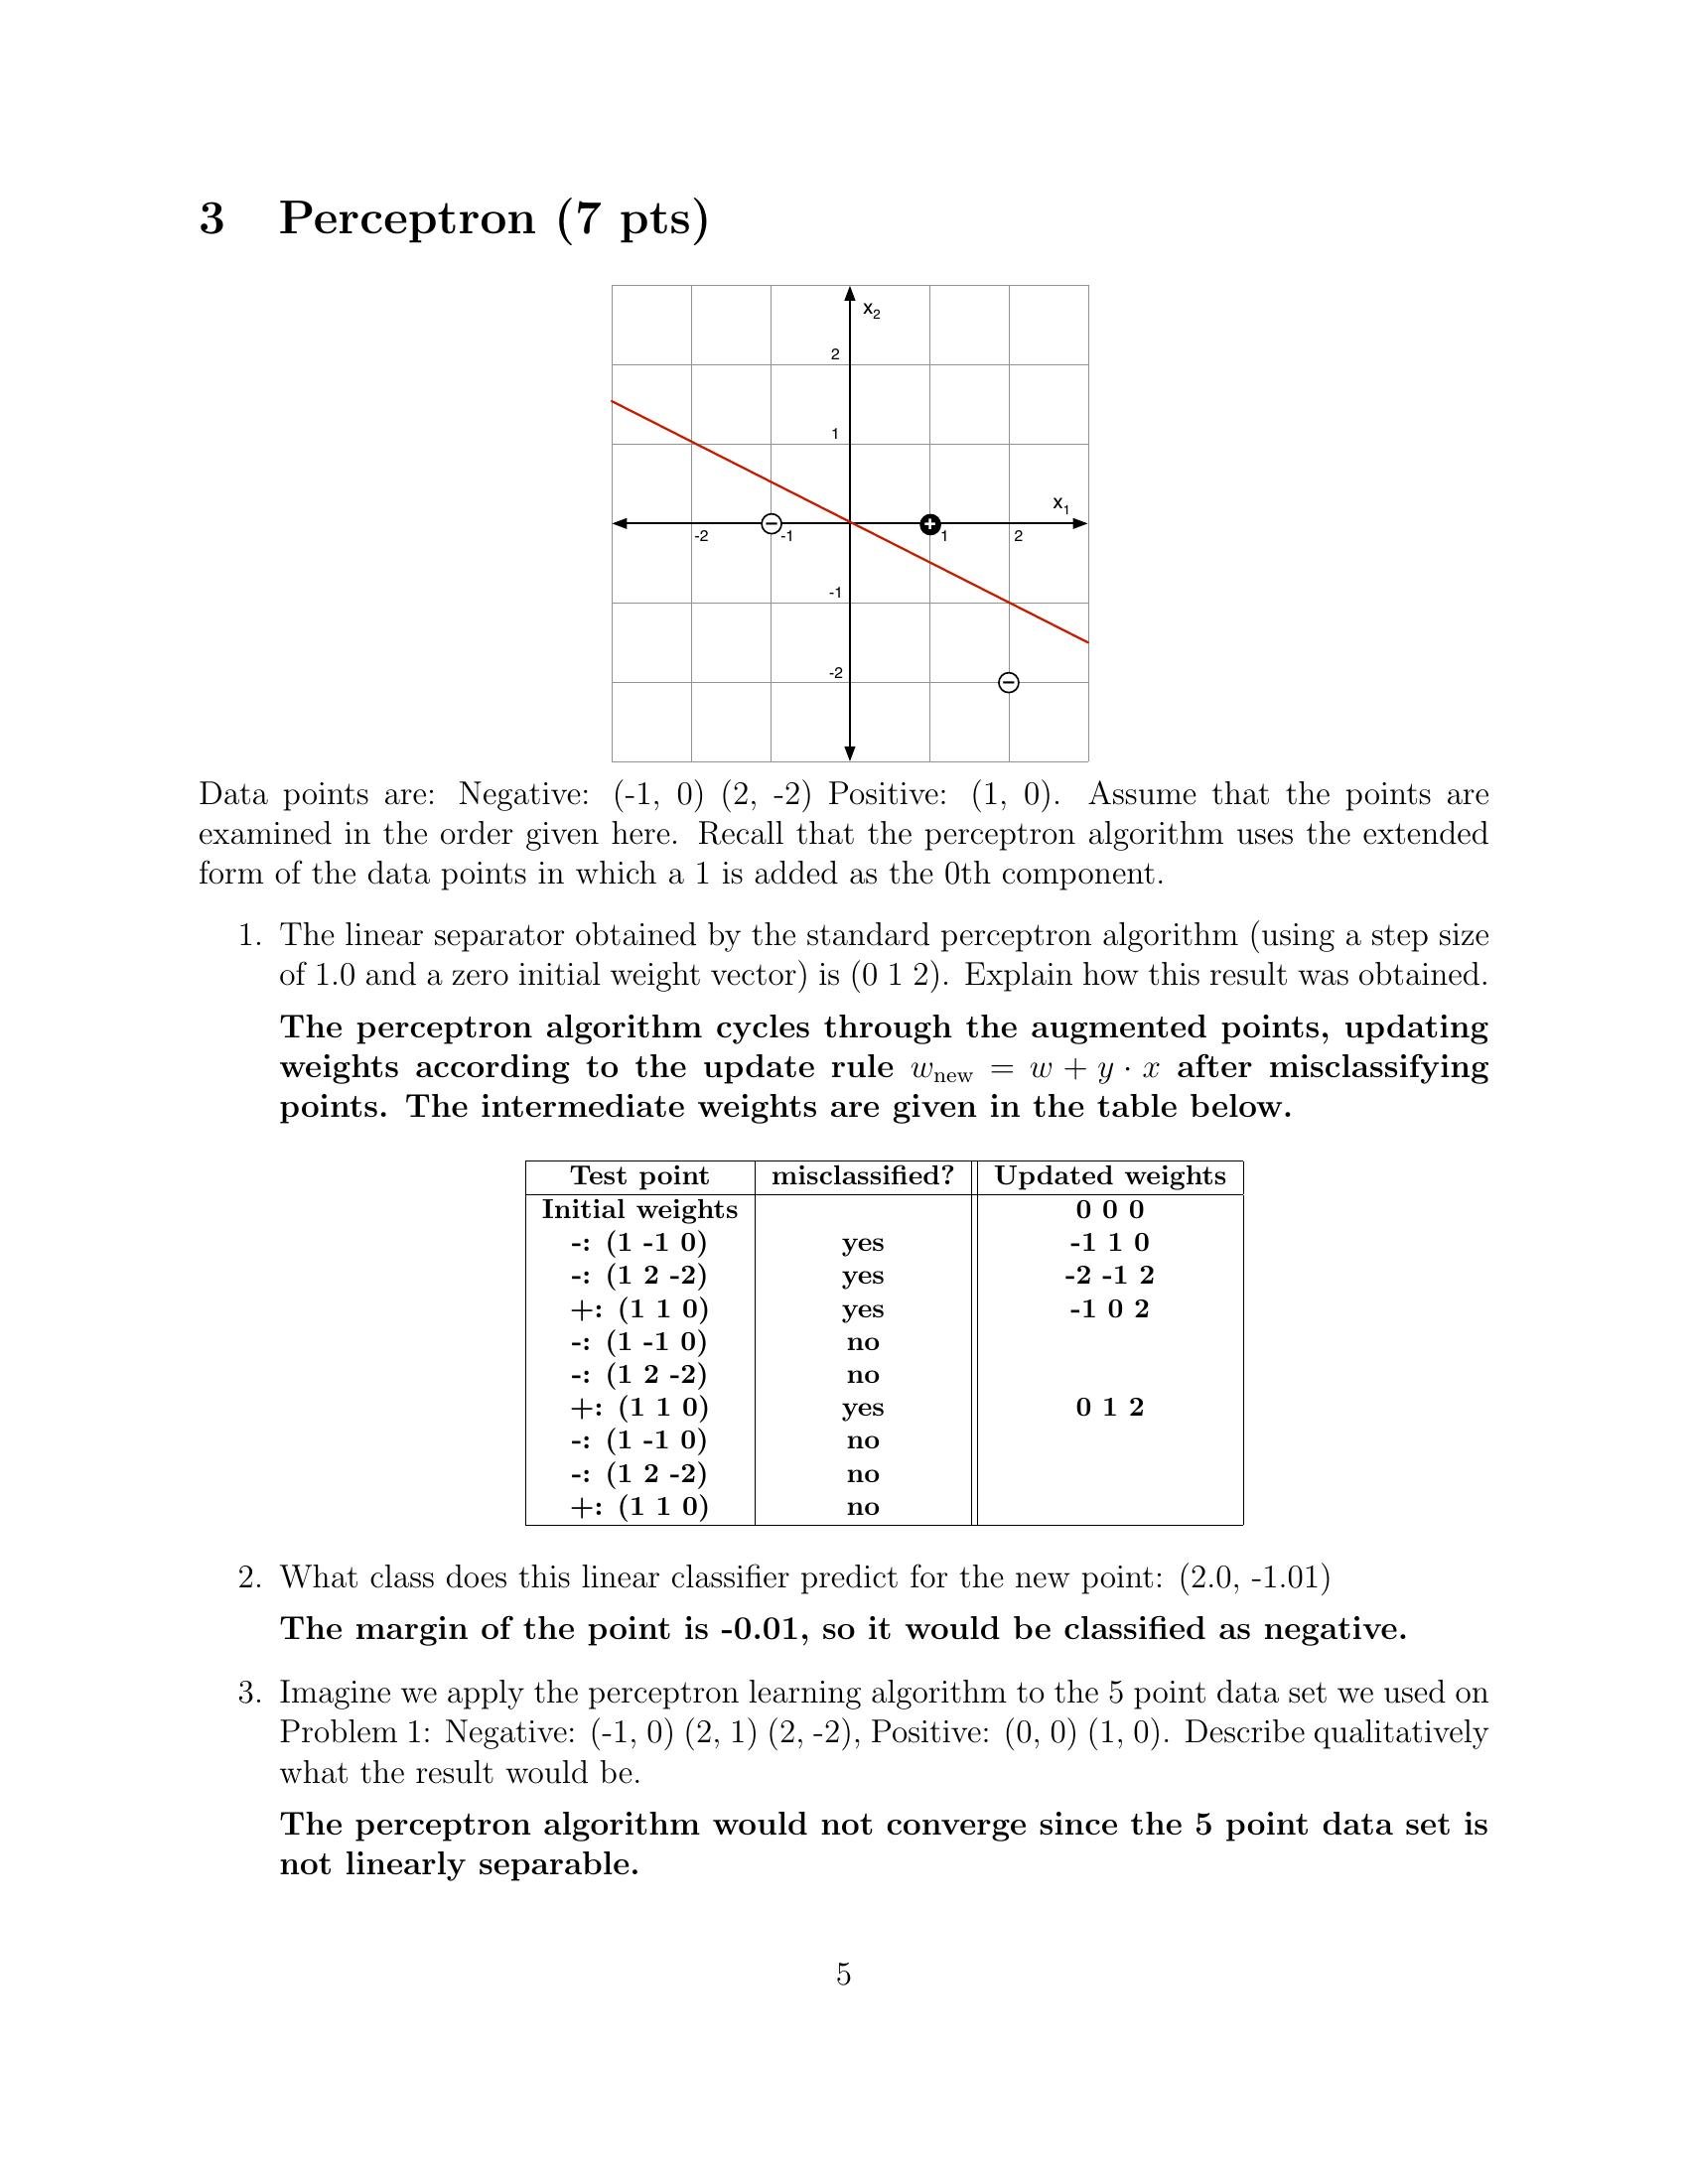 3 Perceptron (7 pts)
x₂
2
1
x₁
-2 -1 1 2
-1
-2
Data points are: Negative: (-1, 0) (2, -2) Positive: (1, 0). Assume that the points are
examined in the order given here. Recall that the perceptron algorithm uses the extended
form of the data points in which a 1 is added as the 0th component.
1. The linear separator obtained by the standard perceptron algorithm (using a step size
of 1.0 and a zero initial weight vector) is (0 1 2). Explain how this result was obtained.
The perceptron algorithm cycles through the augmented points, updating
weights according to the update rule w_new = w + y · x after misclassifying
points. The intermediate weights are given in the table below.
Test point misclassified? Updated weights
Initial weights 0 0 0
-: (1 -1 0) yes -1 1 0
-: (1 2 -2) yes -2 -1 2
+: (1 1 0) yes -1 0 2
-: (1 -1 0) no
-: (1 2 -2) no
+: (1 1 0) yes 0 1 2
-: (1 -1 0) no
-: (1 2 -2) no
+: (1 1 0) no
2. What class does this linear classifier predict for the new point: (2.0, -1.01)
The margin of the point is -0.01, so it would be classified as negative.
3. Imagine we apply the perceptron learning algorithm to the 5 point data set we used on
Problem 1: Negative: (-1, 0) (2, 1) (2, -2), Positive: (0, 0) (1, 0). Describe qualitatively
what the result would be.
The perceptron algorithm would not converge since the 5 point data set is
not linearly separable.
5